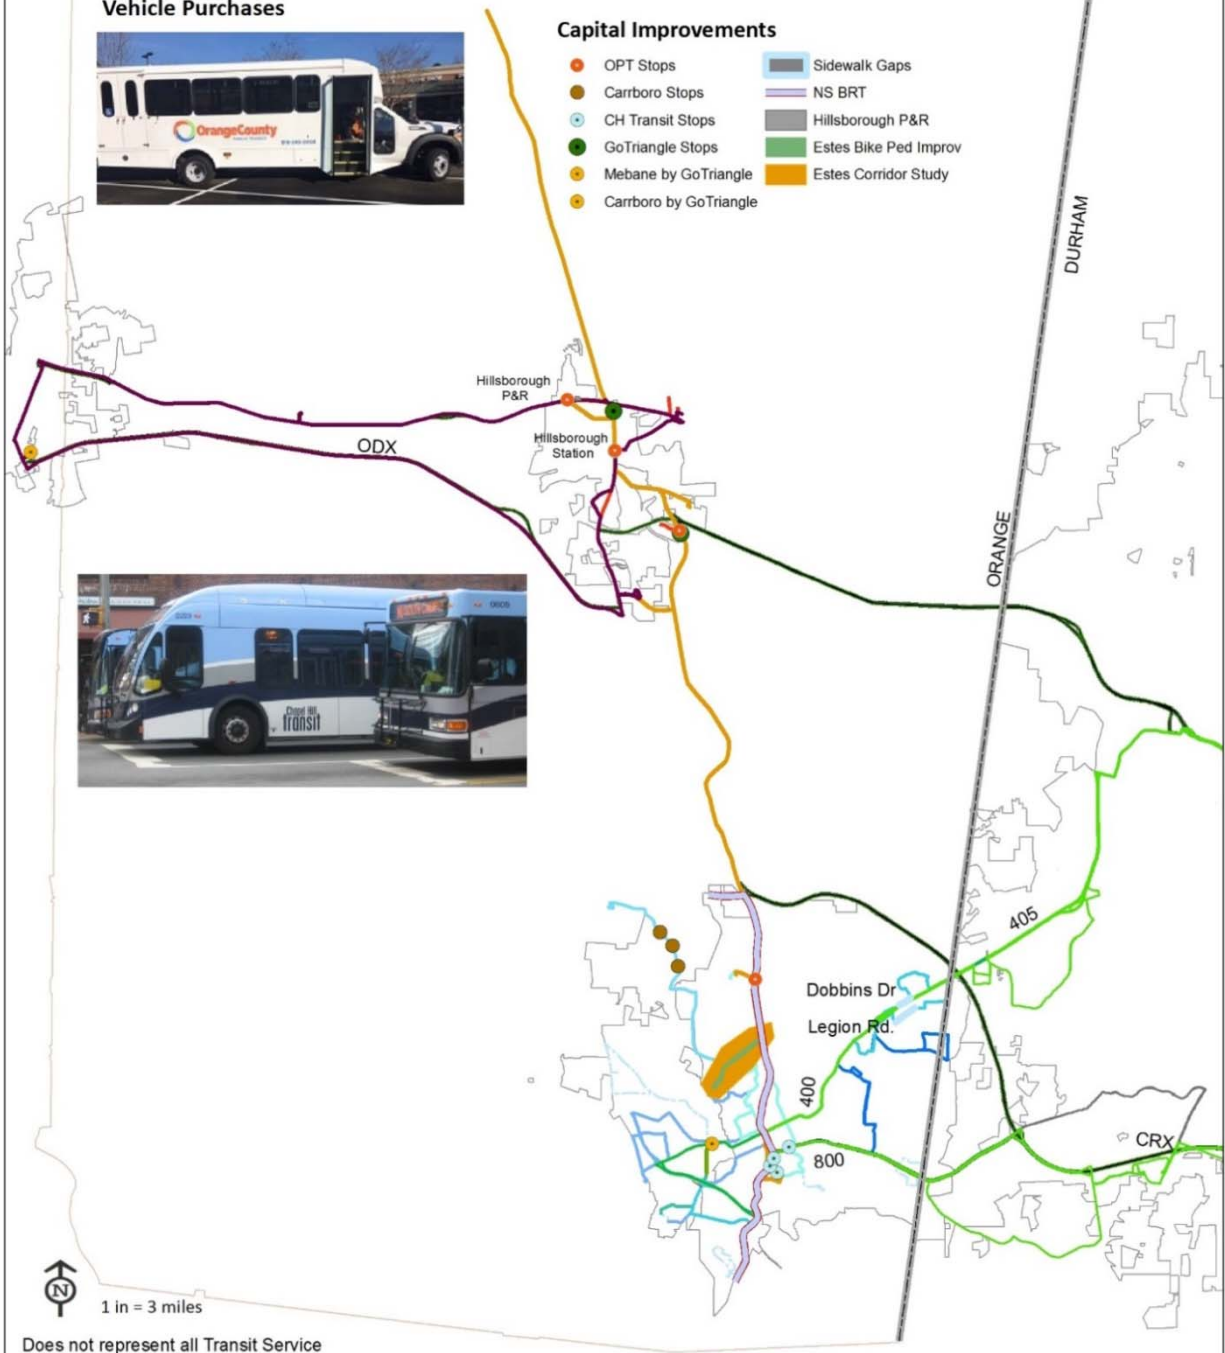 Vehicle Purchases
OrangeCounty
Capital Improvements
OPT Stops
Carrboro Stops
CH Transit Stops
GoTriangle Stops
Mebane by GoTriangle
Carrboro by GoTriangle
Sidewalk Gaps
NS BRT
Hillsborough P&R
Estes Bike Ped Improv
Estes Corridor Study
DURHAM
ORANGE
Hillsborough
P&R
Hillsborough
Station
ODX
Chapel Hill
transit
405
Dobbins Dr
Legion Rd.
400
800
CRX
N
1 in = 3 miles
Does not represent all Transit Service